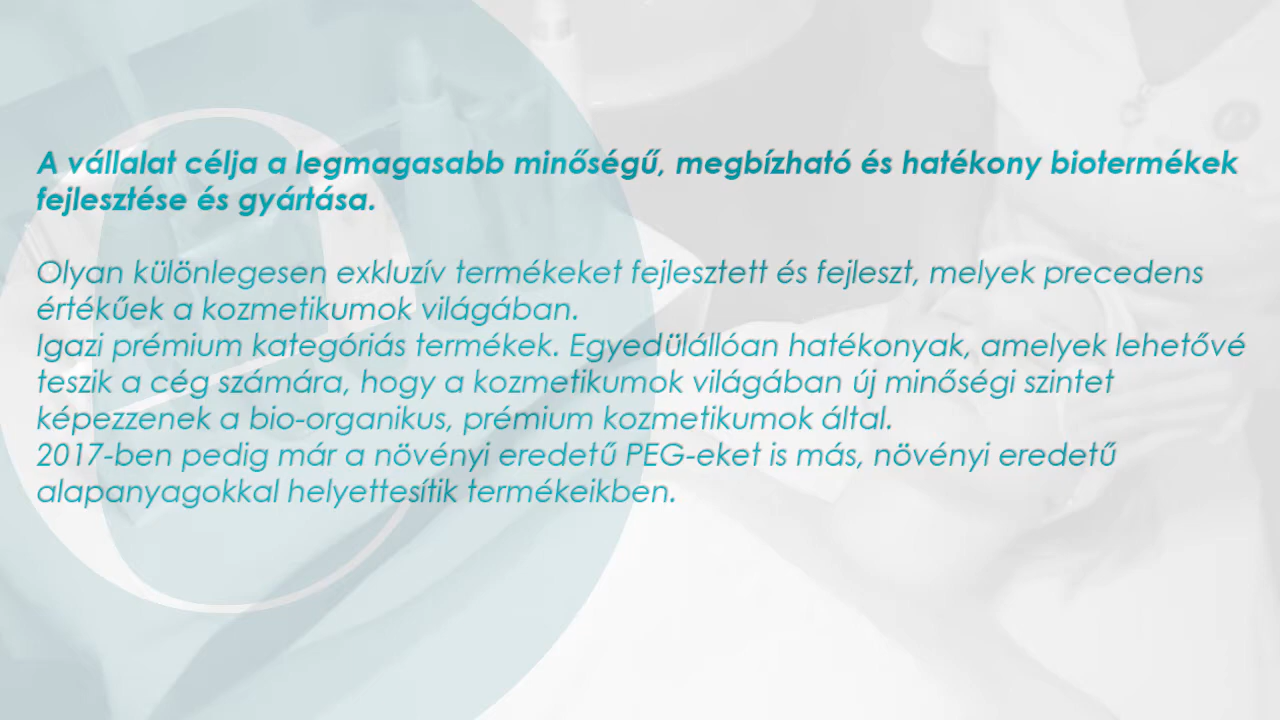 A vállalat célja a legmagasabb minőségű, megbízható és hatékony biotermékek
fejlesztése és gyártása.
Olyan különlegesen exkluzív termékeket fejlesztett és fejleszt, melyek precedens
értékűek a kozmetikumok világában.
Igazi prémium kategóriás termékek. Egyedülállóan hatékonyak, amelyek lehetővé
teszik a cég számára, hogy a kozmetikumok világában új minőségi szintet
képezzenek a bio-organikus, prémium kozmetikumok által.
2017-ben pedig már a növényi eredetű PEG-eket is más, növényi eredetű
alapanyagokkal helyettesítik termékeikben.